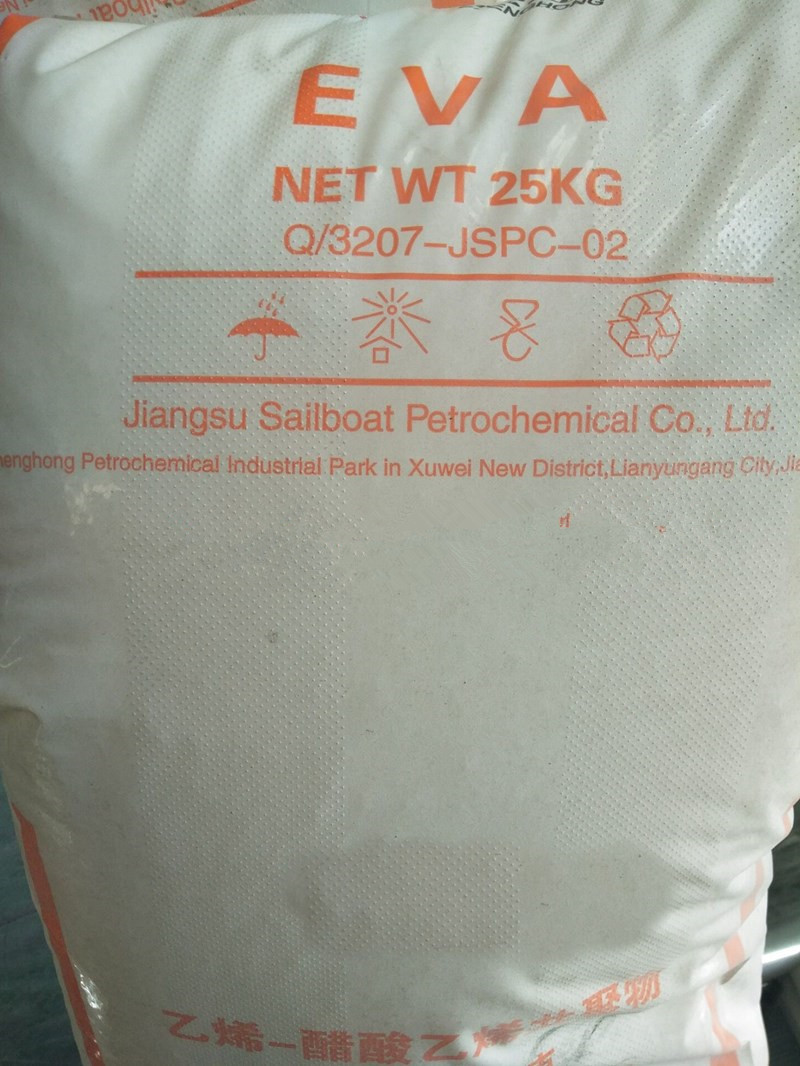 EVA
NET WT 25KG
Q/3207-JSPC-02
Jiangsu Sailboat Petrochemical Co., Ltd.
Petrochemical Industrial Park in Xuwei New District,Lianyungang City,
乙烯-醋酸乙烯共聚物